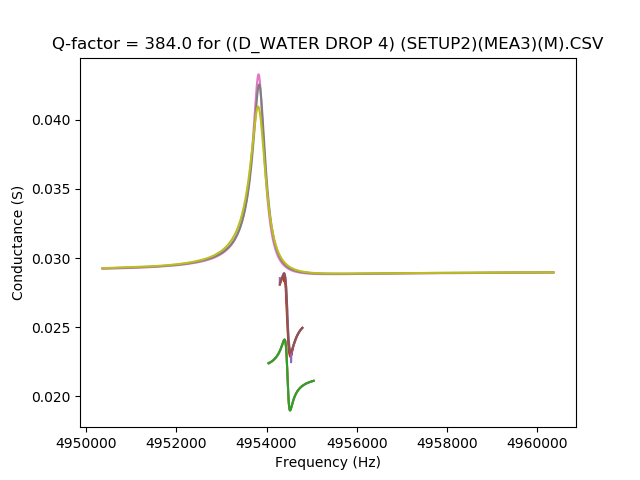 Q-factor = 384.0 for ((D_WATER DROP 4) (SETUP2)(MEA3)(M).CSV
0.040
0.035
0.030
0.025
0.020
Conductance (S)
4950000 4952000 4954000 4956000 4958000 4960000
Frequency (Hz)